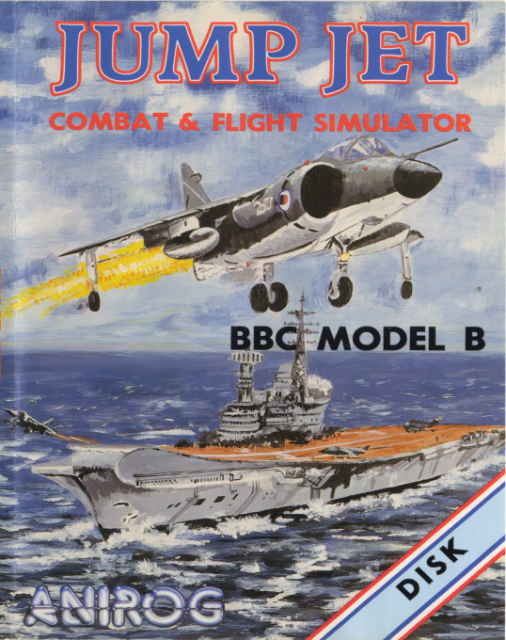 JUMP JET
COMBAT & FLIGHT SIMULATOR
BBC MODEL B
DISK
ANIROG